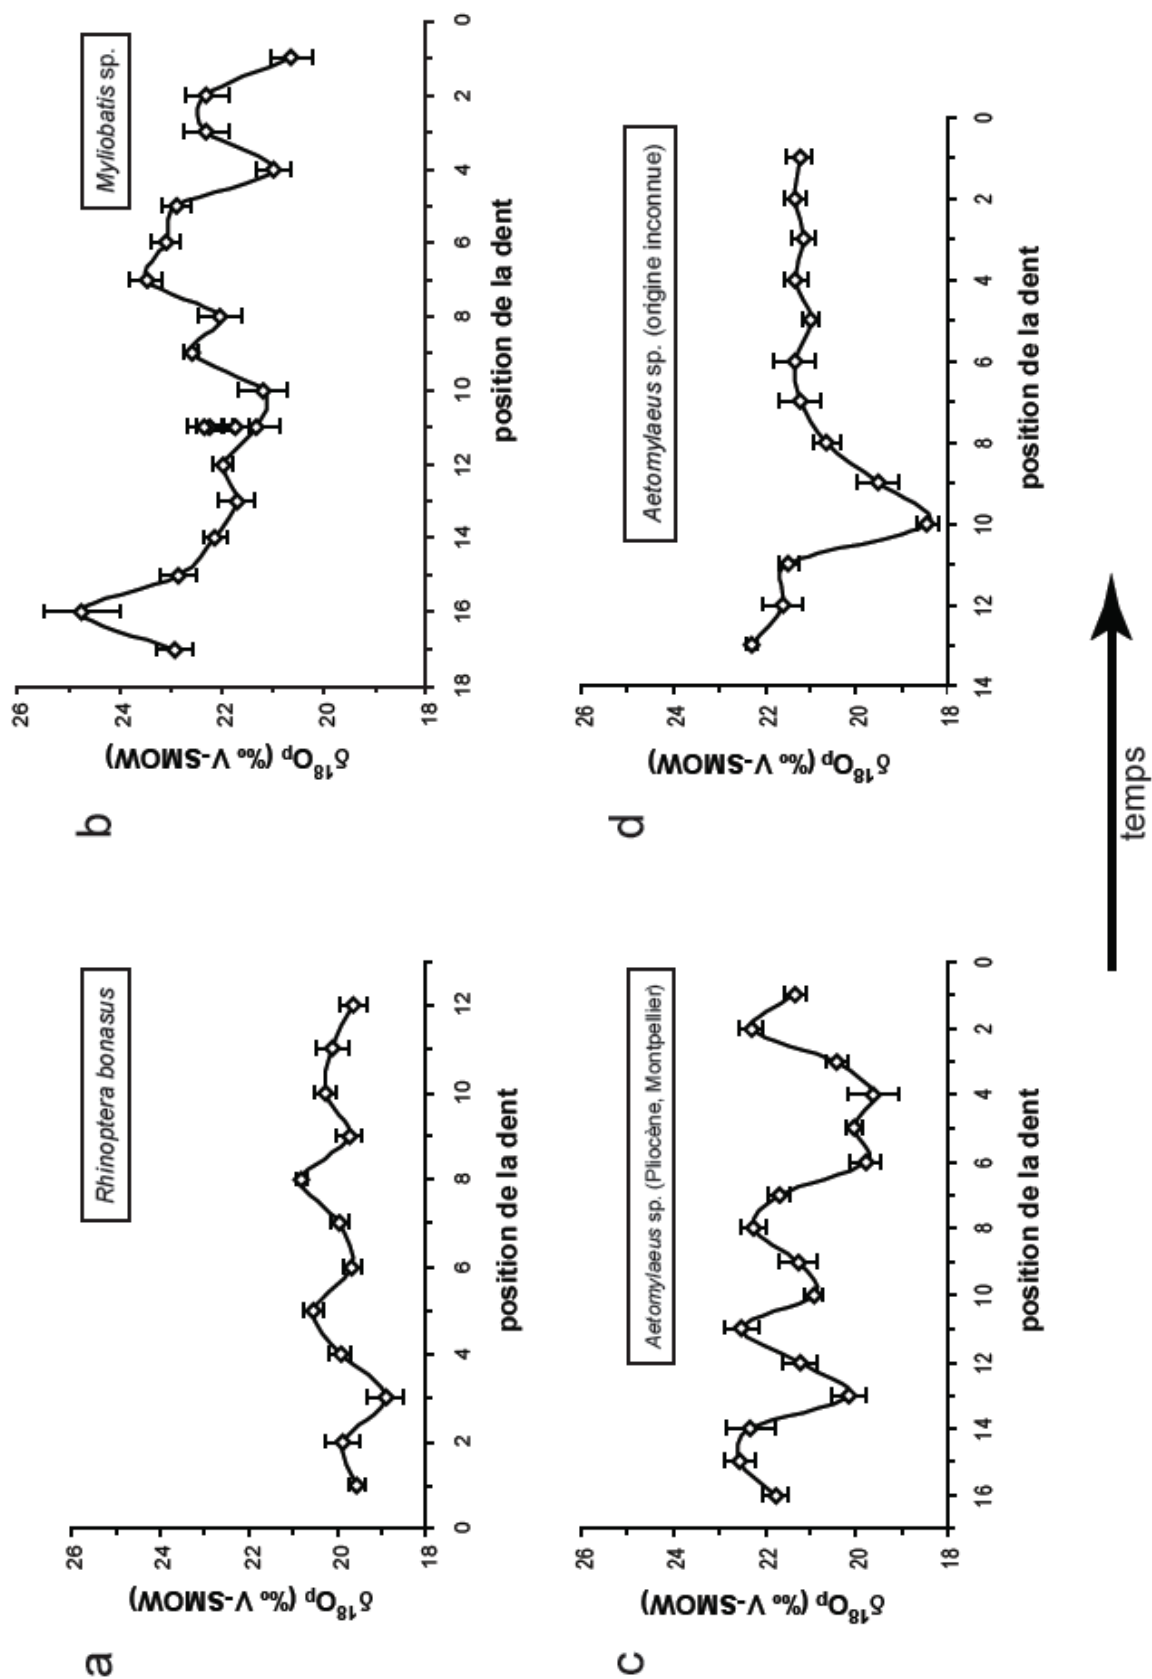 a
Rhinoptera bonasus
δ18Op (‰ V-SMOW)
26
24
22
20
18
0 2 4 6 8 10 12
position de la dent
b
Myliobatis sp.
δ18Op (‰ V-SMOW)
26
24
22
20
18
18 16 14 12 10 8 6 4 2 0
position de la dent
c
Aetomylaeus sp. (Pliocène, Montpellier)
δ18Op (‰ V-SMOW)
26
24
22
20
18
16 14 12 10 8 6 4 2 0
position de la dent
d
Aetomylaeus sp. (origine inconnue)
δ18Op (‰ V-SMOW)
26
24
22
20
18
14 12 10 8 6 4 2 0
position de la dent
temps